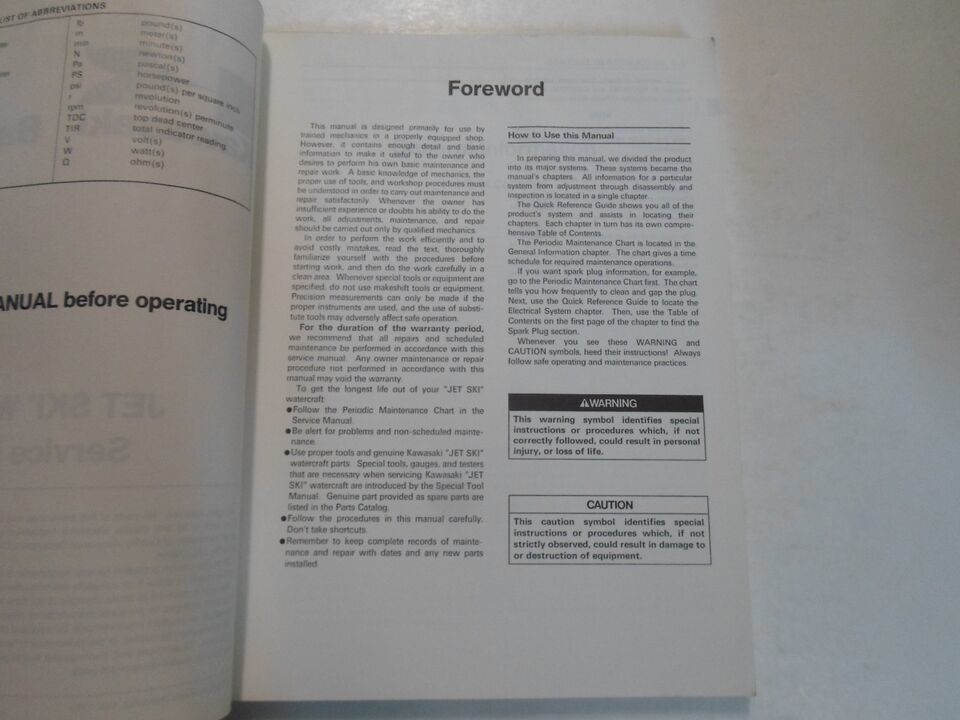 LIST OF ABBREVIATIONS
lb pound(s)
m meter(s)
min minute(s)
N newton(s)
Pa pascal(s)
PS horsepower
psi pound(s) per square inch
r revolution
rpm revolution(s) perminute
TDC top dead center
TIR total indicator reading
V volt(s)
W watt(s)
Ω ohm(s)
ANUAL before operating
Foreword
This manual is designed primarily for use by
trained mechanics in a properly equipped shop.
However, it contains enough detail and basic
information to make it useful to the owner who
desires to perform his own basic maintenance and
repair work. A basic knowledge of mechanics, the
proper use of tools, and workshop procedures must
be understood in order to carry out maintenance and
repair satisfactorily. Whenever the owner has
insufficient experience or doubts his ability to do the
work, all adjustments, maintenance, and repair
should be carried out only by qualified mechanics.
In order to perform the work efficiently and to
avoid costly mistakes, read the text, thoroughly
familiarize yourself with the procedures before
starting work, and then do the work carefully in a
clean area. Whenever special tools or equipment are
specified, do not use makeshift tools or equipment.
Precision measurements can only be made if the
proper instruments are used, and the use of substi-
tute tools may adversely affect safe operation.
For the duration of the warranty period,
we recommend that all repairs and scheduled
maintenance be performed in accordance with this
service manual. Any owner maintenance or repair
procedure not performed in accordance with this
manual may void the warranty.
To get the longest life out of your "JET SKI"
watercraft:
●Follow the Periodic Maintenance Chart in the
Service Manual.
●Be alert for problems and non-scheduled mainte-
nance.
●Use proper tools and genuine Kawasaki "JET SKI"
watercraft parts. Special tools, gauges, and testers
that are necessary when servicing Kawasaki "JET
SKI" watercraft are introduced by the Special Tool
Manual. Genuine part provided as spare parts are
listed in the Parts Catalog.
●Follow the procedures in this manual carefully.
Don't take shortcuts.
●Remember to keep complete records of mainte-
nance and repair with dates and any new parts
installed.
How to Use this Manual
In preparing this manual, we divided the product
into its major systems. These systems became the
manual's chapters. All information for a particular
system from adjustment through disassembly and
inspection is located in a single chapter.
The Quick Reference Guide shows you all of the
product's system and assists in locating their
chapters. Each chapter in turn has its own compre-
hensive Table of Contents.
The Periodic Maintenance Chart is located in the
General Information chapter. The chart gives a time
schedule for required maintenance operations.
If you want spark plug information, for example,
go to the Periodic Maintenance Chart first. The chart
tells you how frequently to clean and gap the plug.
Next, use the Quick Reference Guide to locate the
Electrical System chapter. Then, use the Table of
Contents on the first page of the chapter to find the
Spark Plug section.
Whenever you see these WARNING and
CAUTION symbols, heed their instructions! Always
follow safe operating and maintenance practices.
⚠WARNING
This warning symbol identifies special
instructions or procedures which, if not
correctly followed, could result in personal
injury, or loss of life.
CAUTION
This caution symbol identifies special
instructions or procedures which, if not
strictly observed, could result in damage to
or destruction of equipment.